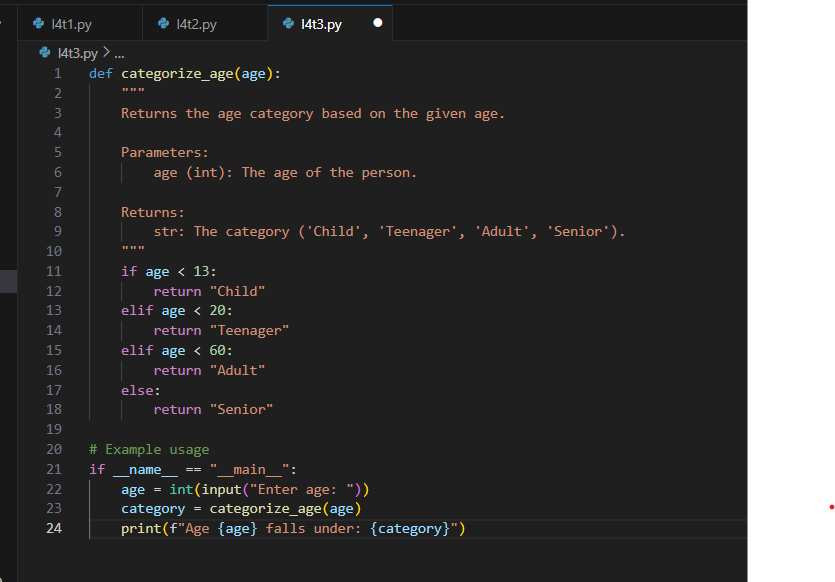 l4t1.py l4t2.py l4t3.py
l4t3.py > ...
1 def categorize_age(age):
2     """
3     Returns the age category based on the given age.
4
5     Parameters:
6         age (int): The age of the person.
7
8     Returns:
9         str: The category ('Child', 'Teenager', 'Adult', 'Senior').
10     """
11     if age < 13:
12         return "Child"
13     elif age < 20:
14         return "Teenager"
15     elif age < 60:
16         return "Adult"
17     else:
18         return "Senior"
19
20 # Example usage
21 if __name__ == "__main__":
22     age = int(input("Enter age: "))
23     category = categorize_age(age)
24     print(f"Age {age} falls under: {category}")